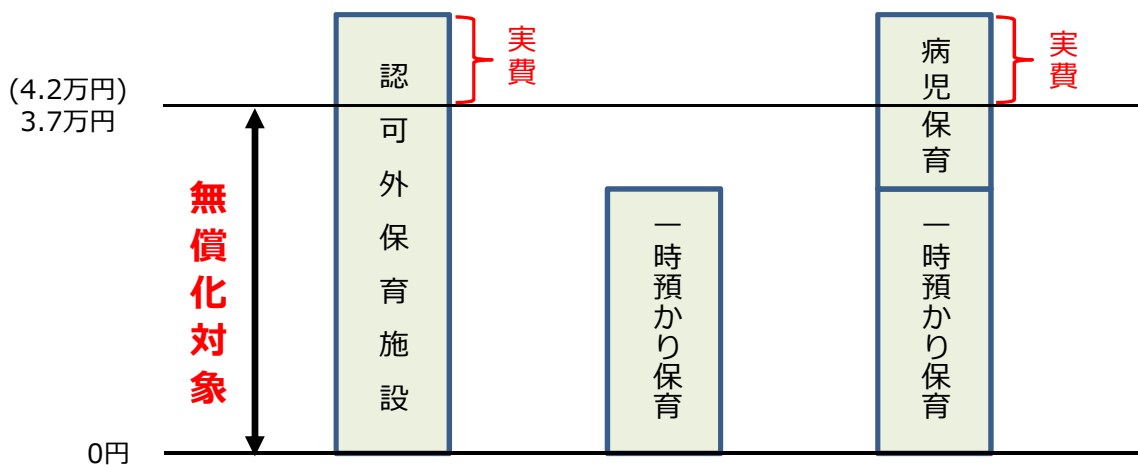 (4.2万円)
3.7万円
0円
無償化対象
認可外保育施設
実費
一時預かり保育
病児保育
一時預かり保育
実費